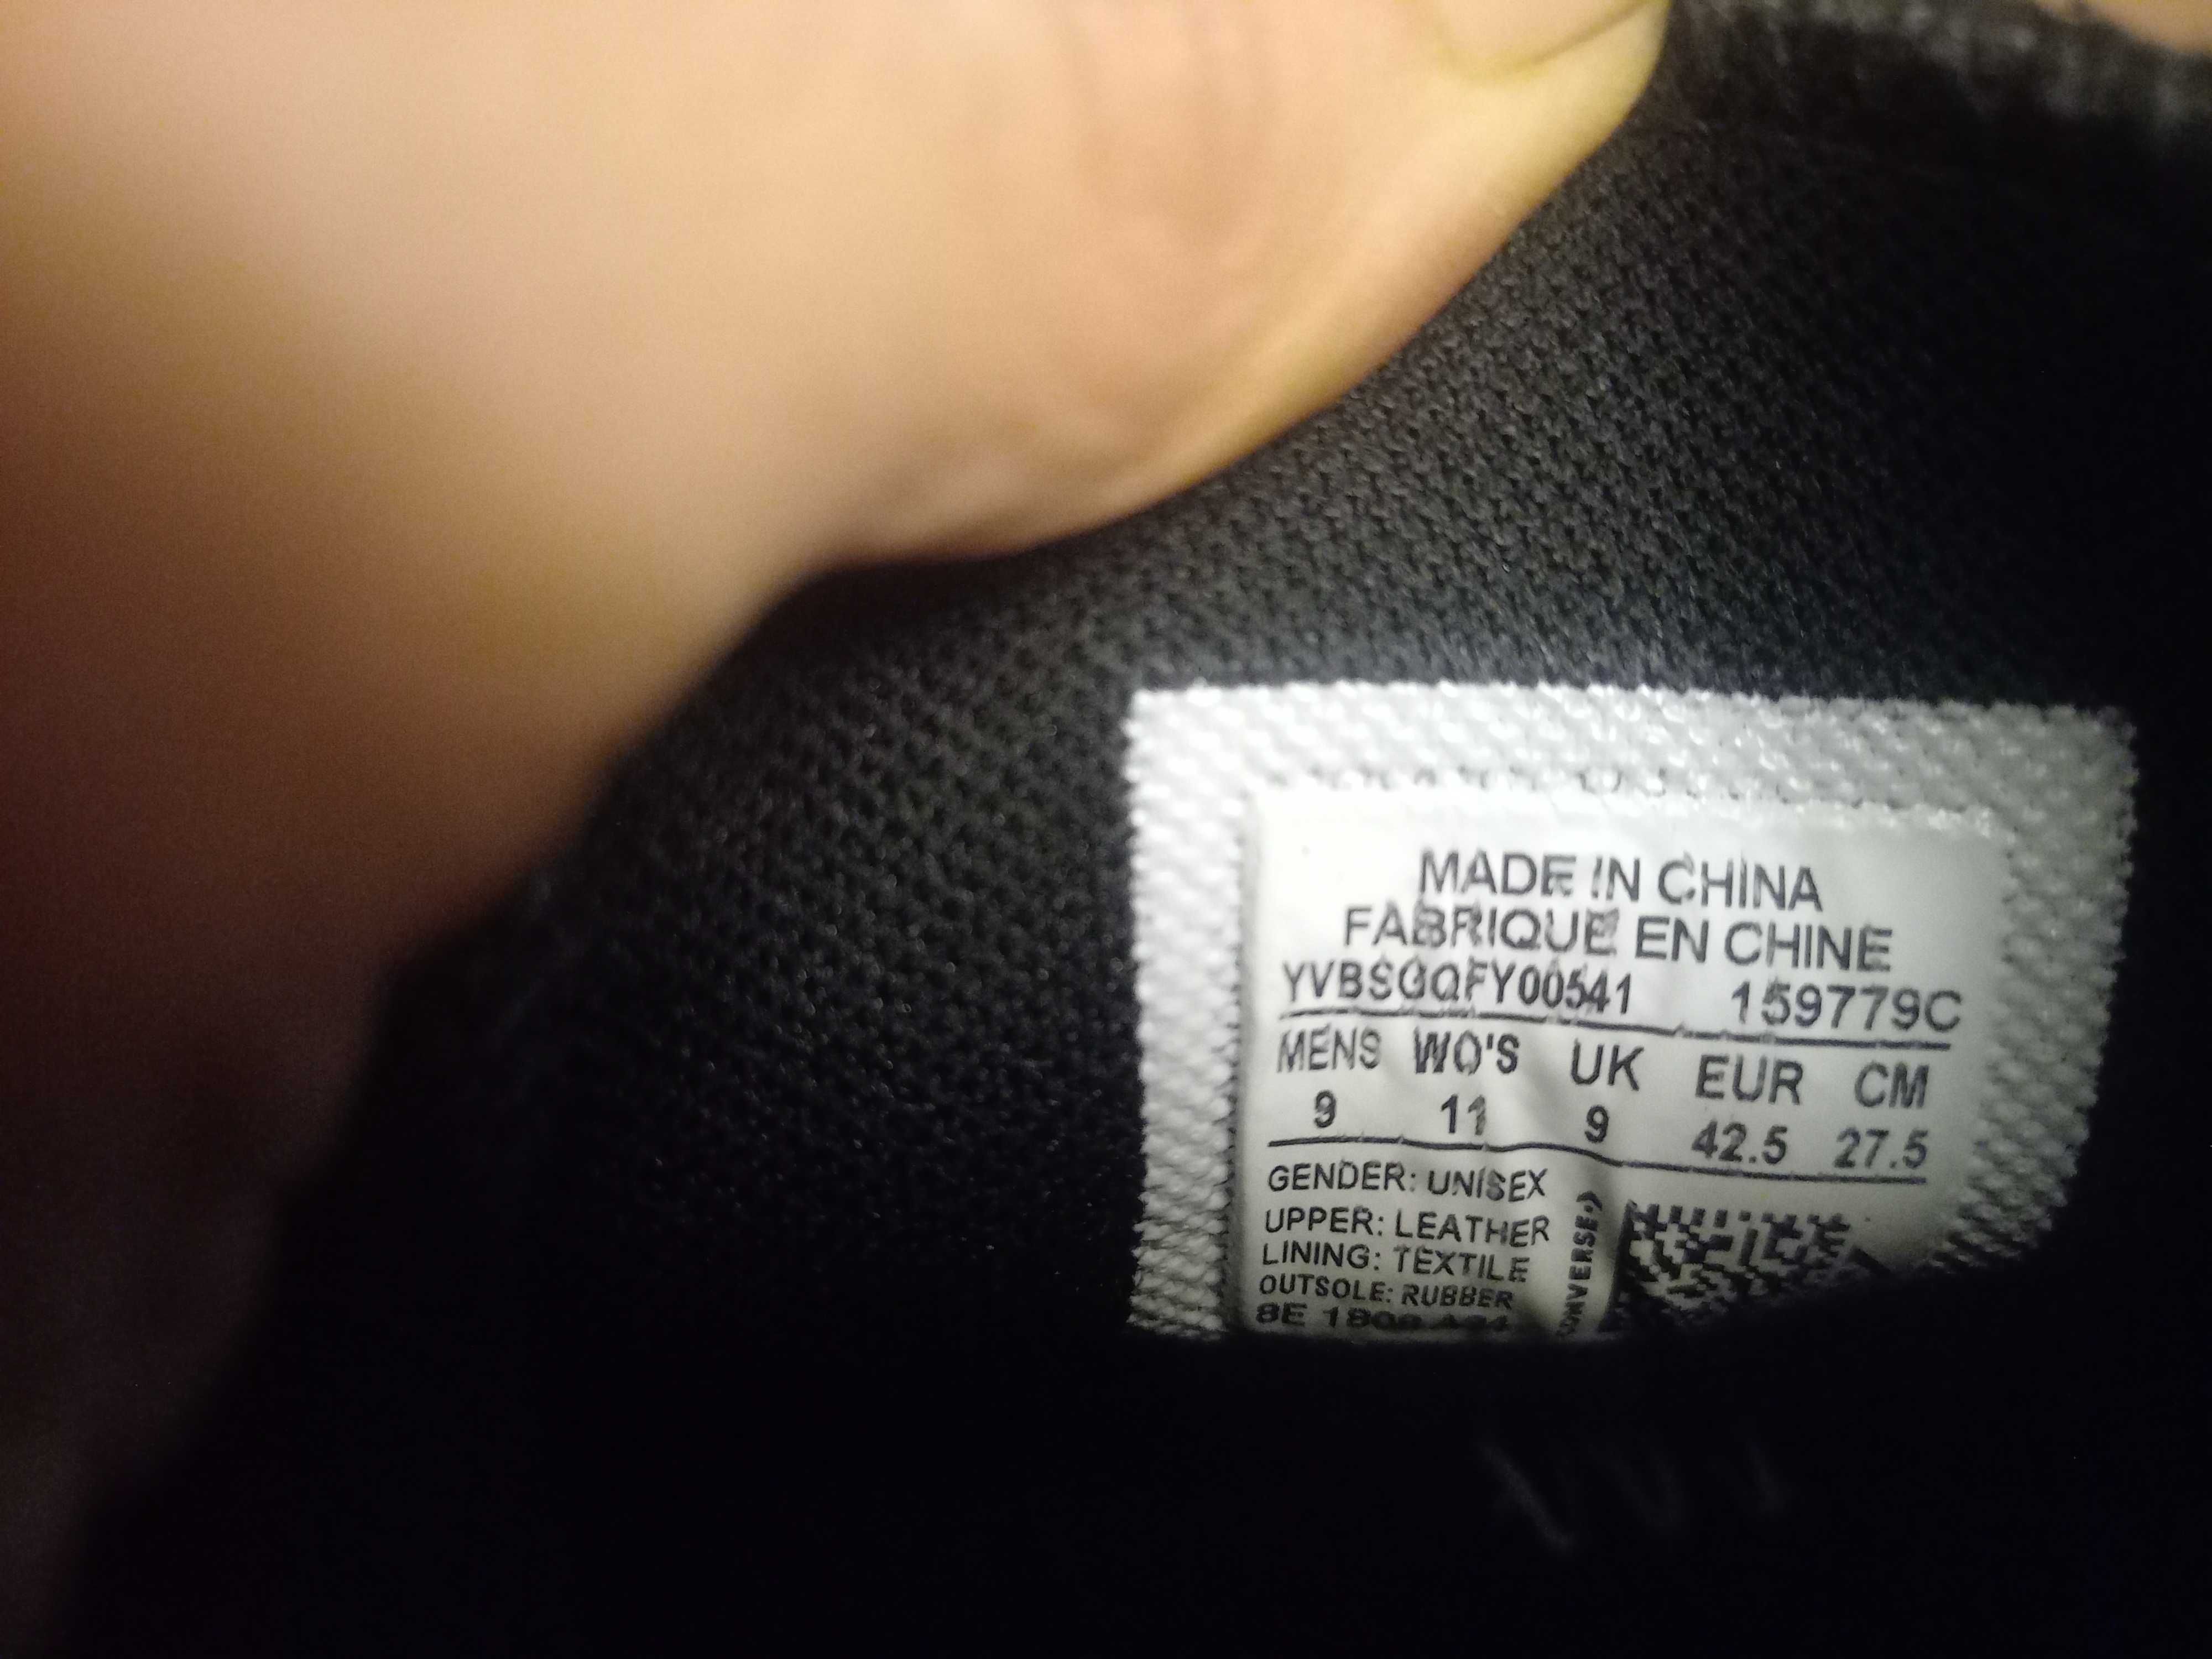 MADE IN CHINA
FABRIQUE EN CHINE
YVBSGQFY00541 159779C
MENS WO'S UK EUR CM
9 11 9 42.5 27.5
GENDER: UNISEX
UPPER: LEATHER
LINING: TEXTILE
OUTSOLE: RUBBER
8E
CONVERSE